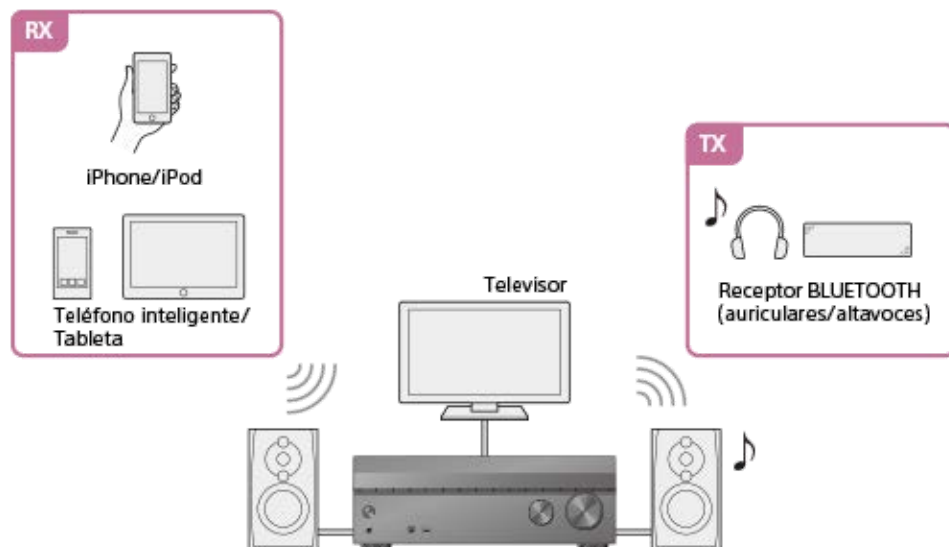 RX
iPhone/iPod
Teléfono inteligente/
Tableta
Televisor
TX
Receptor BLUETOOTH
(auriculares/altavoces)